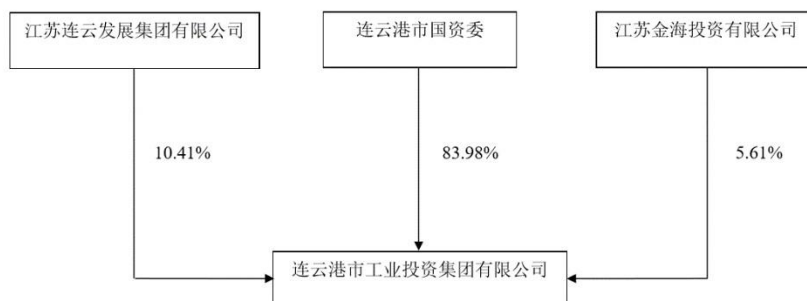 江苏连云发展集团有限公司
连云港市国资委
江苏金海投资有限公司
10.41%
83.98%
5.61%
连云港市工业投资集团有限公司